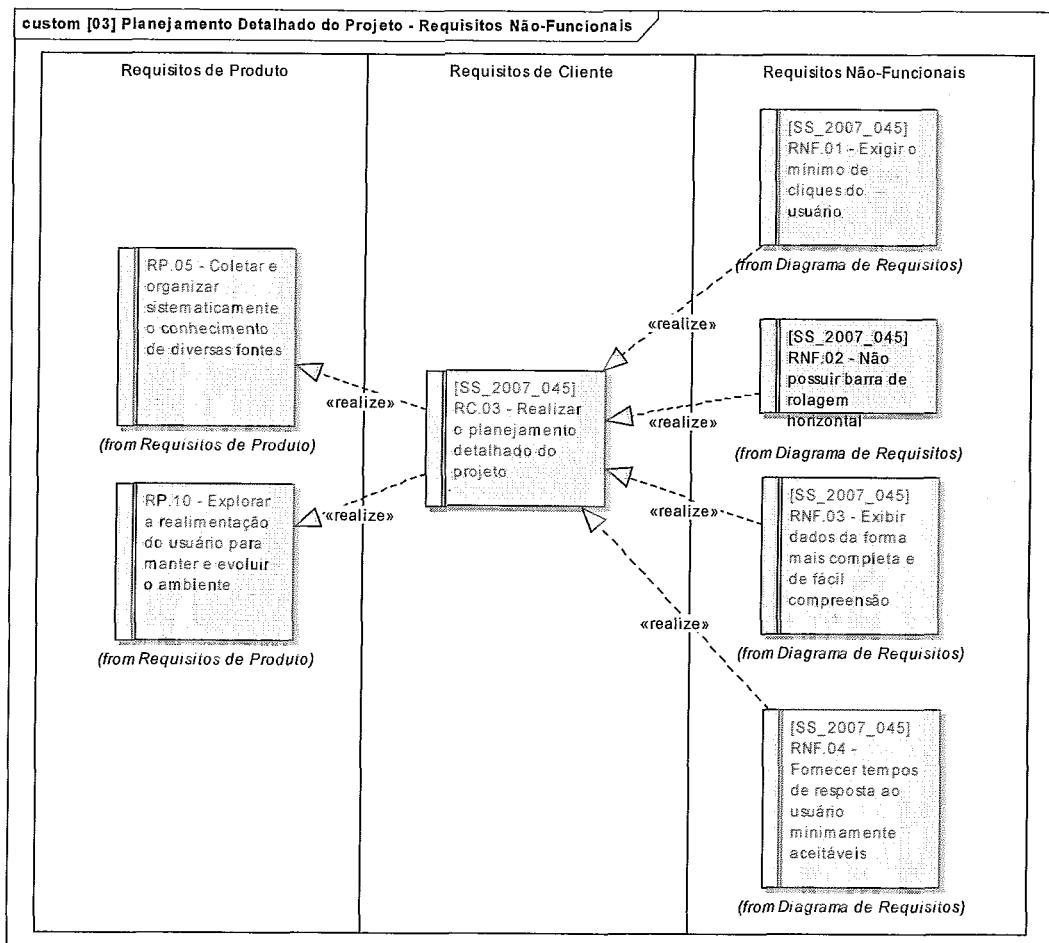 custom [03] Planejamento Detalhado do Projeto - Requisitos Não-Funcionais
Requisitos de Produto
RP.05 - Coletar e
organizar
sistematicamente
o conhecimento
de diversas fontes
(from Requisitos de Produto)
RP.10 - Explorar
a realimentação
do usuário para
manter e evoluir
o ambiente
(from Requisitos de Produto)
«realize»
«realize»
Requisitos de Cliente
[SS_2007_045]
RC.03 - Realizar
o planejamento
detalhado do
projeto
.
«realize»
«realize»
«realize»
«realize»
Requisitos Não-Funcionais
[SS_2007_045]
RNF.01 - Exigir o
mínimo de
cliques do
usuário
(from Diagrama de Requisitos)
[SS_2007_045]
RNF.02 - Não
possuir barra de
rolagem
horizontal
(from Diagrama de Requisitos)
[SS_2007_045]
RNF.03 - Exibir
dados da forma
mais completa e
de fácil
compreensão
(from Diagrama de Requisitos)
[SS_2007_045]
RNF.04 -
Fornecer tempos
de resposta ao
usuário
minimamente
aceitáveis
(from Diagrama de Requisitos)